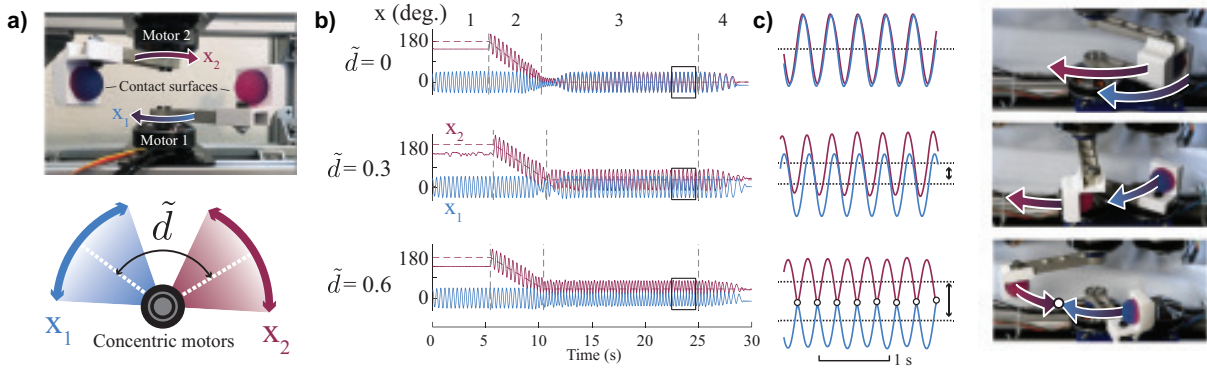 a)
Motor 2
x₂
Contact surfaces
x₁
Motor 1
d̃
x₁
x₂
Concentric motors
b)
x (deg.)
1 2 3 4
d̃ = 0
180
0
d̃ = 0.3
x₂
180
0
x₁
d̃ = 0.6
180
0
0 5 10 15 20 25 30
Time (s)
c)
1 s